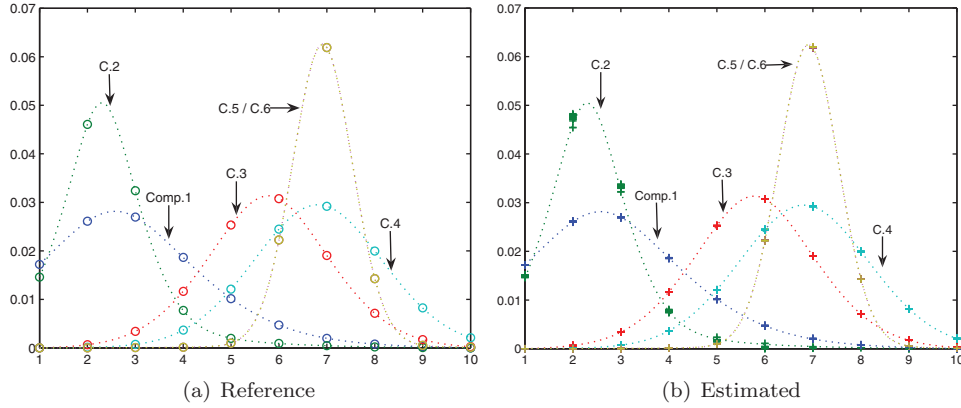 0.07
0.06
0.05
0.04
0.03
0.02
0.01
0
1 2 3 4 5 6 7 8 9 10
C.2
Comp.1
C.3
C.5 / C.6
C.4
(a) Reference
0.07
0.06
0.05
0.04
0.03
0.02
0.01
0
1 2 3 4 5 6 7 8 9 10
C.2
Comp.1
C.3
C.5 / C.6
C.4
(b) Estimated